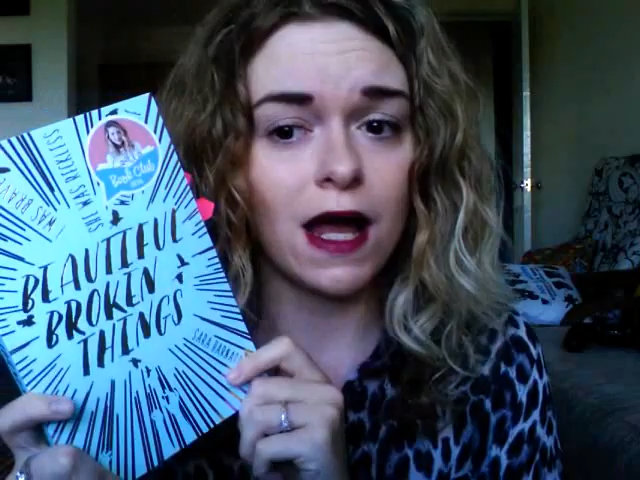 I WAS BRAVE
SHE WAS RECKLESS
Book Club
BEAUTIFUL
BROKEN
THINGS
SARA BARNARD